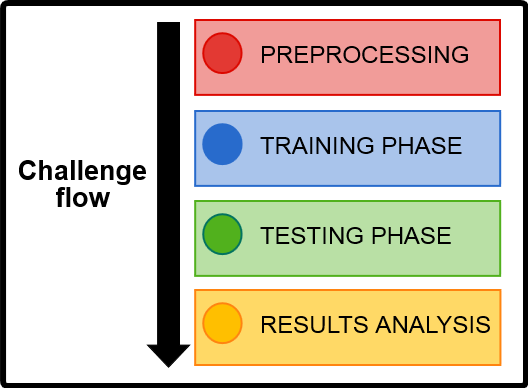 Challenge
flow
PREPROCESSING
TRAINING PHASE
TESTING PHASE
RESULTS ANALYSIS